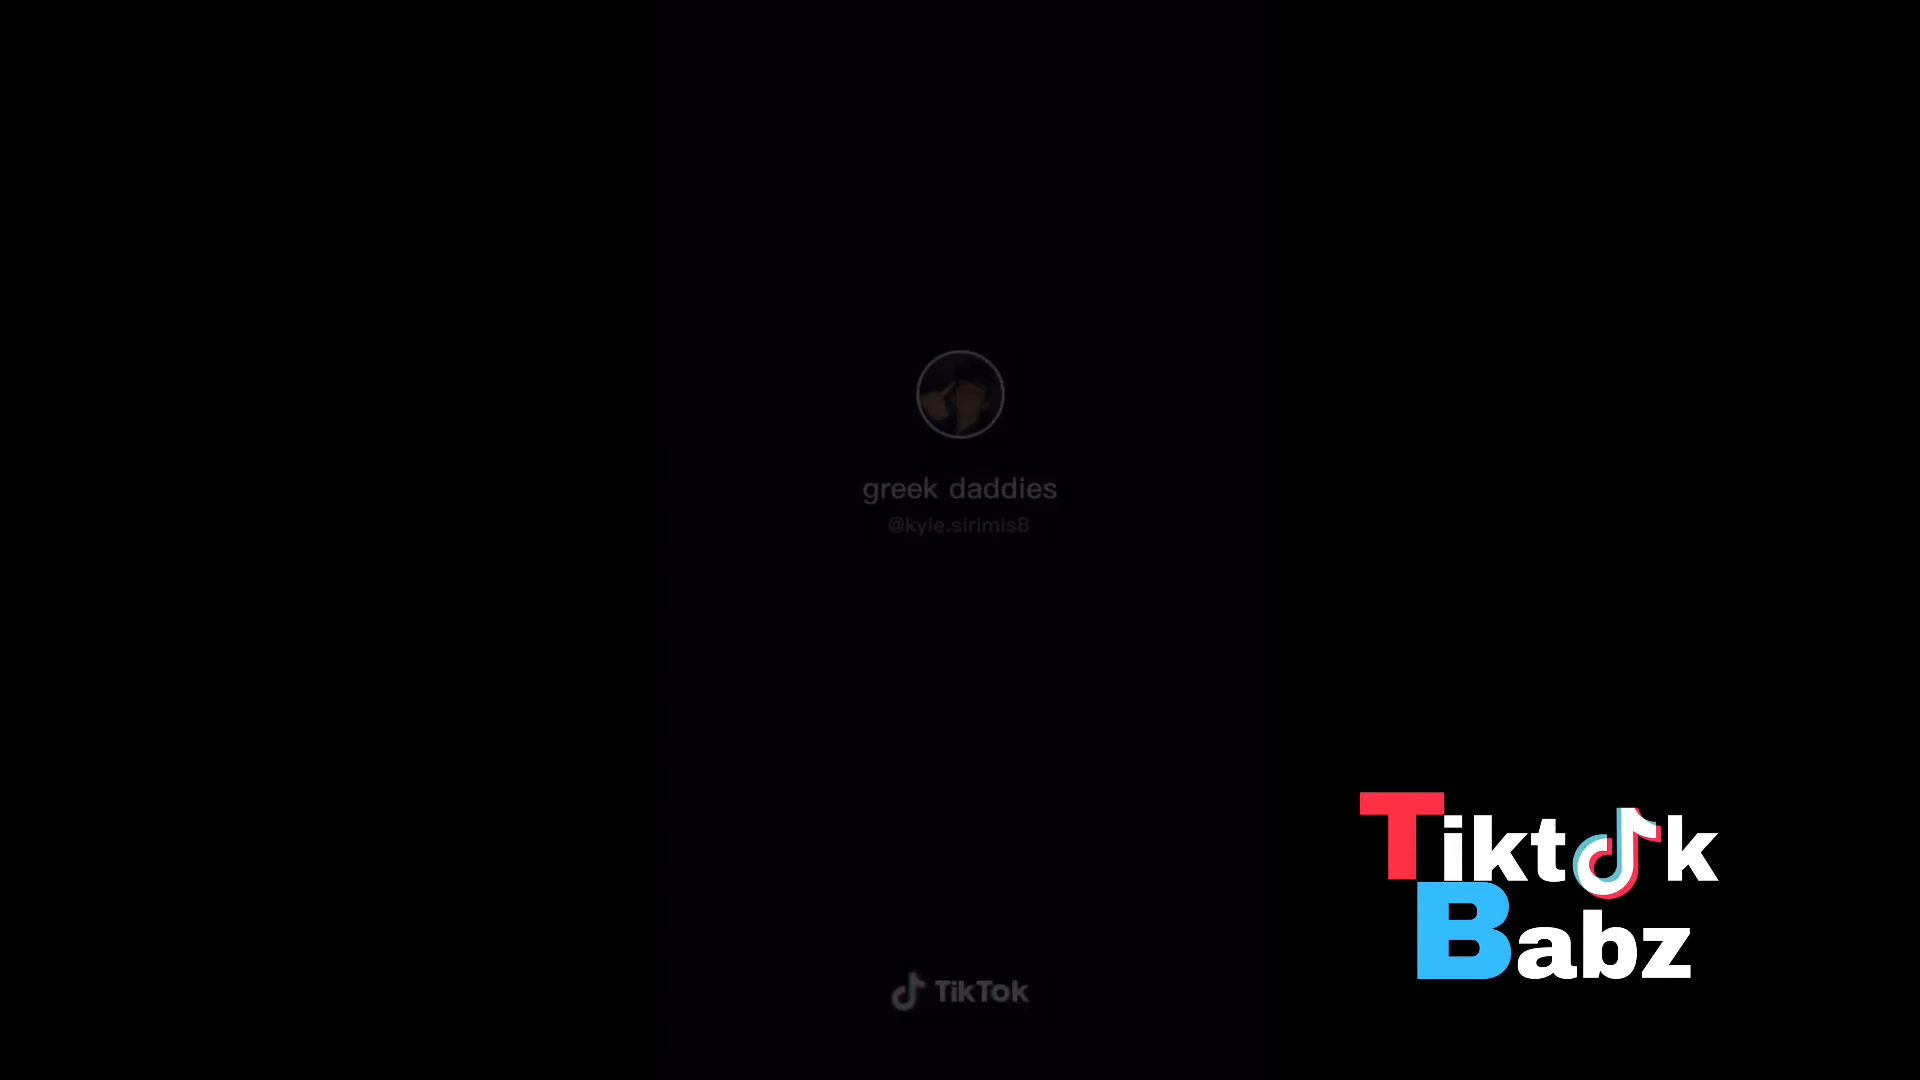 greek daddies
@kyle.sirimis8
TikTok
Tiktok
Babz